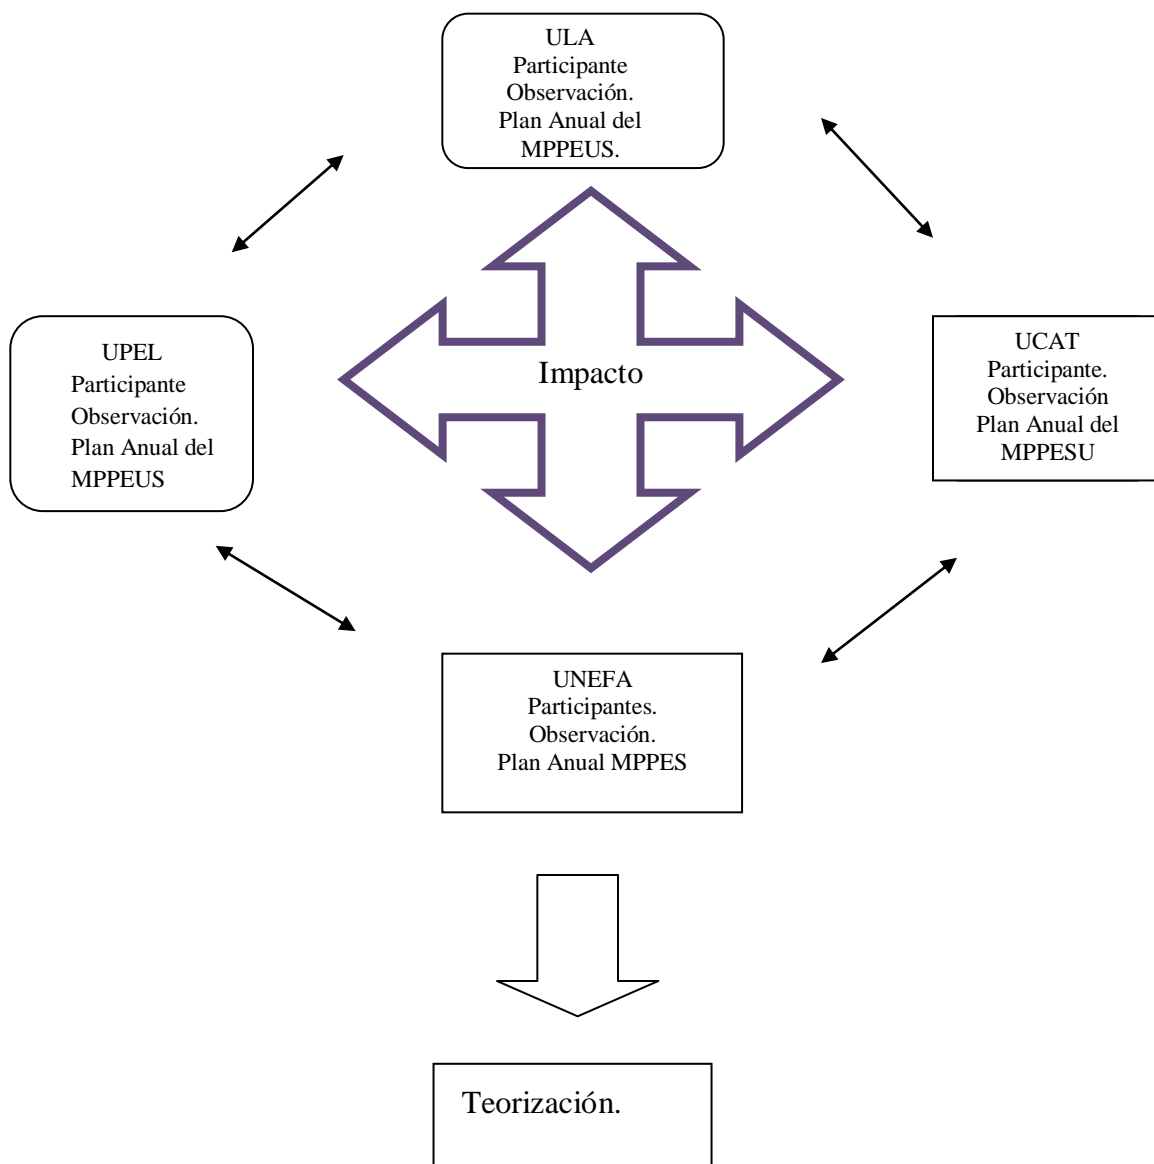 ULA
Participante
Observación.
Plan Anual del
MPPEUS.
UPEL
Participante
Observación.
Plan Anual del
MPPEUS
Impacto
UCAT
Participante.
Observación
Plan Anual del
MPPESU
UNEFA
Participantes.
Observación.
Plan Anual MPPES
Teorización.